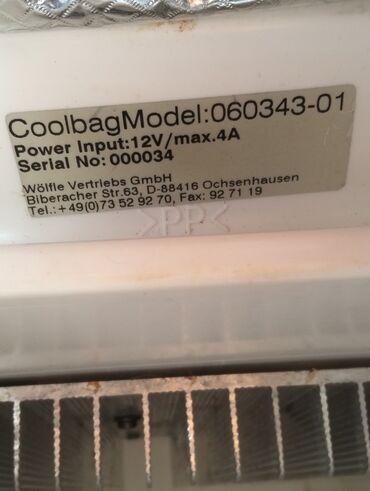 CoolbagModel:060343-01
Power Input:12V/max.4A
Serial No: 000034
Wölfle Vertriebs GmbH
Biberacher Str.63, D-88416 Ochsenhausen
Tel.: +49(0)73 52 92 70, Fax: 92 71 19
>PP<